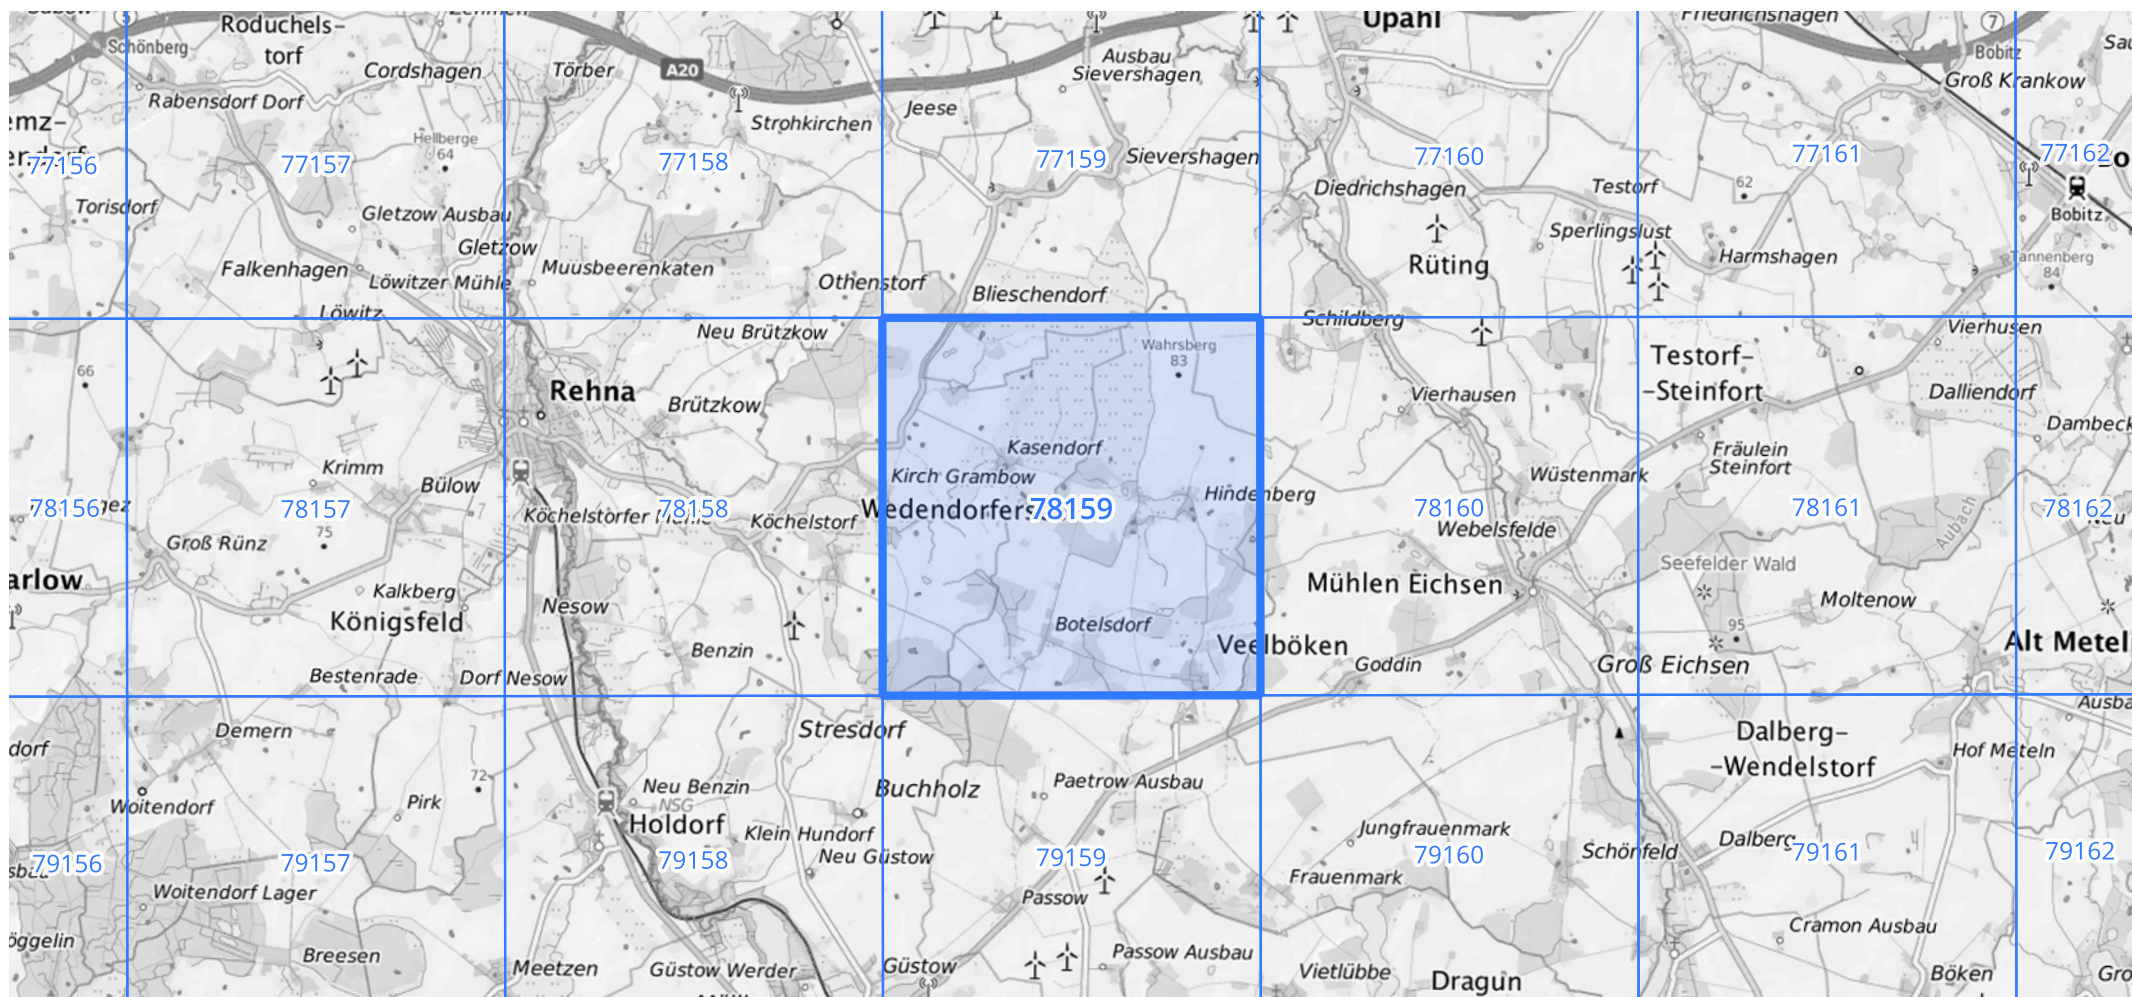 Roduchels-
torf
Upahl
Friedrichshagen
7
Schönberg
Cordshagen
Törber
A20
Ausbau
Sievershagen
Bobitz
Groß Krankow
Rabensdorf Dorf
Strohkirchen
Jeese
Hellberge
64
77156
77157
77158
77159
Sievershagen
77160
77161
77162
Torisdorf
Gletzow Ausbau
Gletzow
Diedrichshagen
Testorf
62
Bobitz
Sperlingslust
Falkenhagen
Löwitzer Mühle
Muusbeerenkaten
Othenstorf
Blieschendorf
Rüting
Harmshagen
Tannenberg
84
Löwitz
Neu Brützkow
Schildberg
Vierhusen
Wahrsberg
83
Testorf-
-Steinfort
66
Rehna
Brützkow
Vierhausen
Dalliendorf
Dambeck
Kasendorf
Fräulein
Steinfort
Krimm
Bülow
Kirch Grambow
Hindenberg
Wüstenmark
78156
78157
78158
Köchelstorf
78159
78160
Webelsfelde
78161
78162
Aubach
Groß Rünz
75
Seefelder Wald
Kalkberg
Königsfeld
Nesow
Mühlen Eichsen
Moltenow
Botelsdorf
95
Benzin
Veelböken
Goddin
Groß Eichsen
Bestenrade
Dorf Nesow
Demern
Stresdorf
Dalberg-
-Wendelstorf
Hof Meteln
72
Neu Benzin
NSG
Holdorf
Buchholz
Paetrow Ausbau
Woitendorf
Pirk
Klein Hundorf
Neu Güstow
Jungfrauenmark
Schönfeld
Dalberg
79156
79157
79158
79159
79160
79161
79162
Woitendorf Lager
Passow
Frauenmark
Cramon Ausbau
Breesen
Meetzen
Güstow Werder
Güstow
Passow Ausbau
Vietlübbe
Dragun
Böken